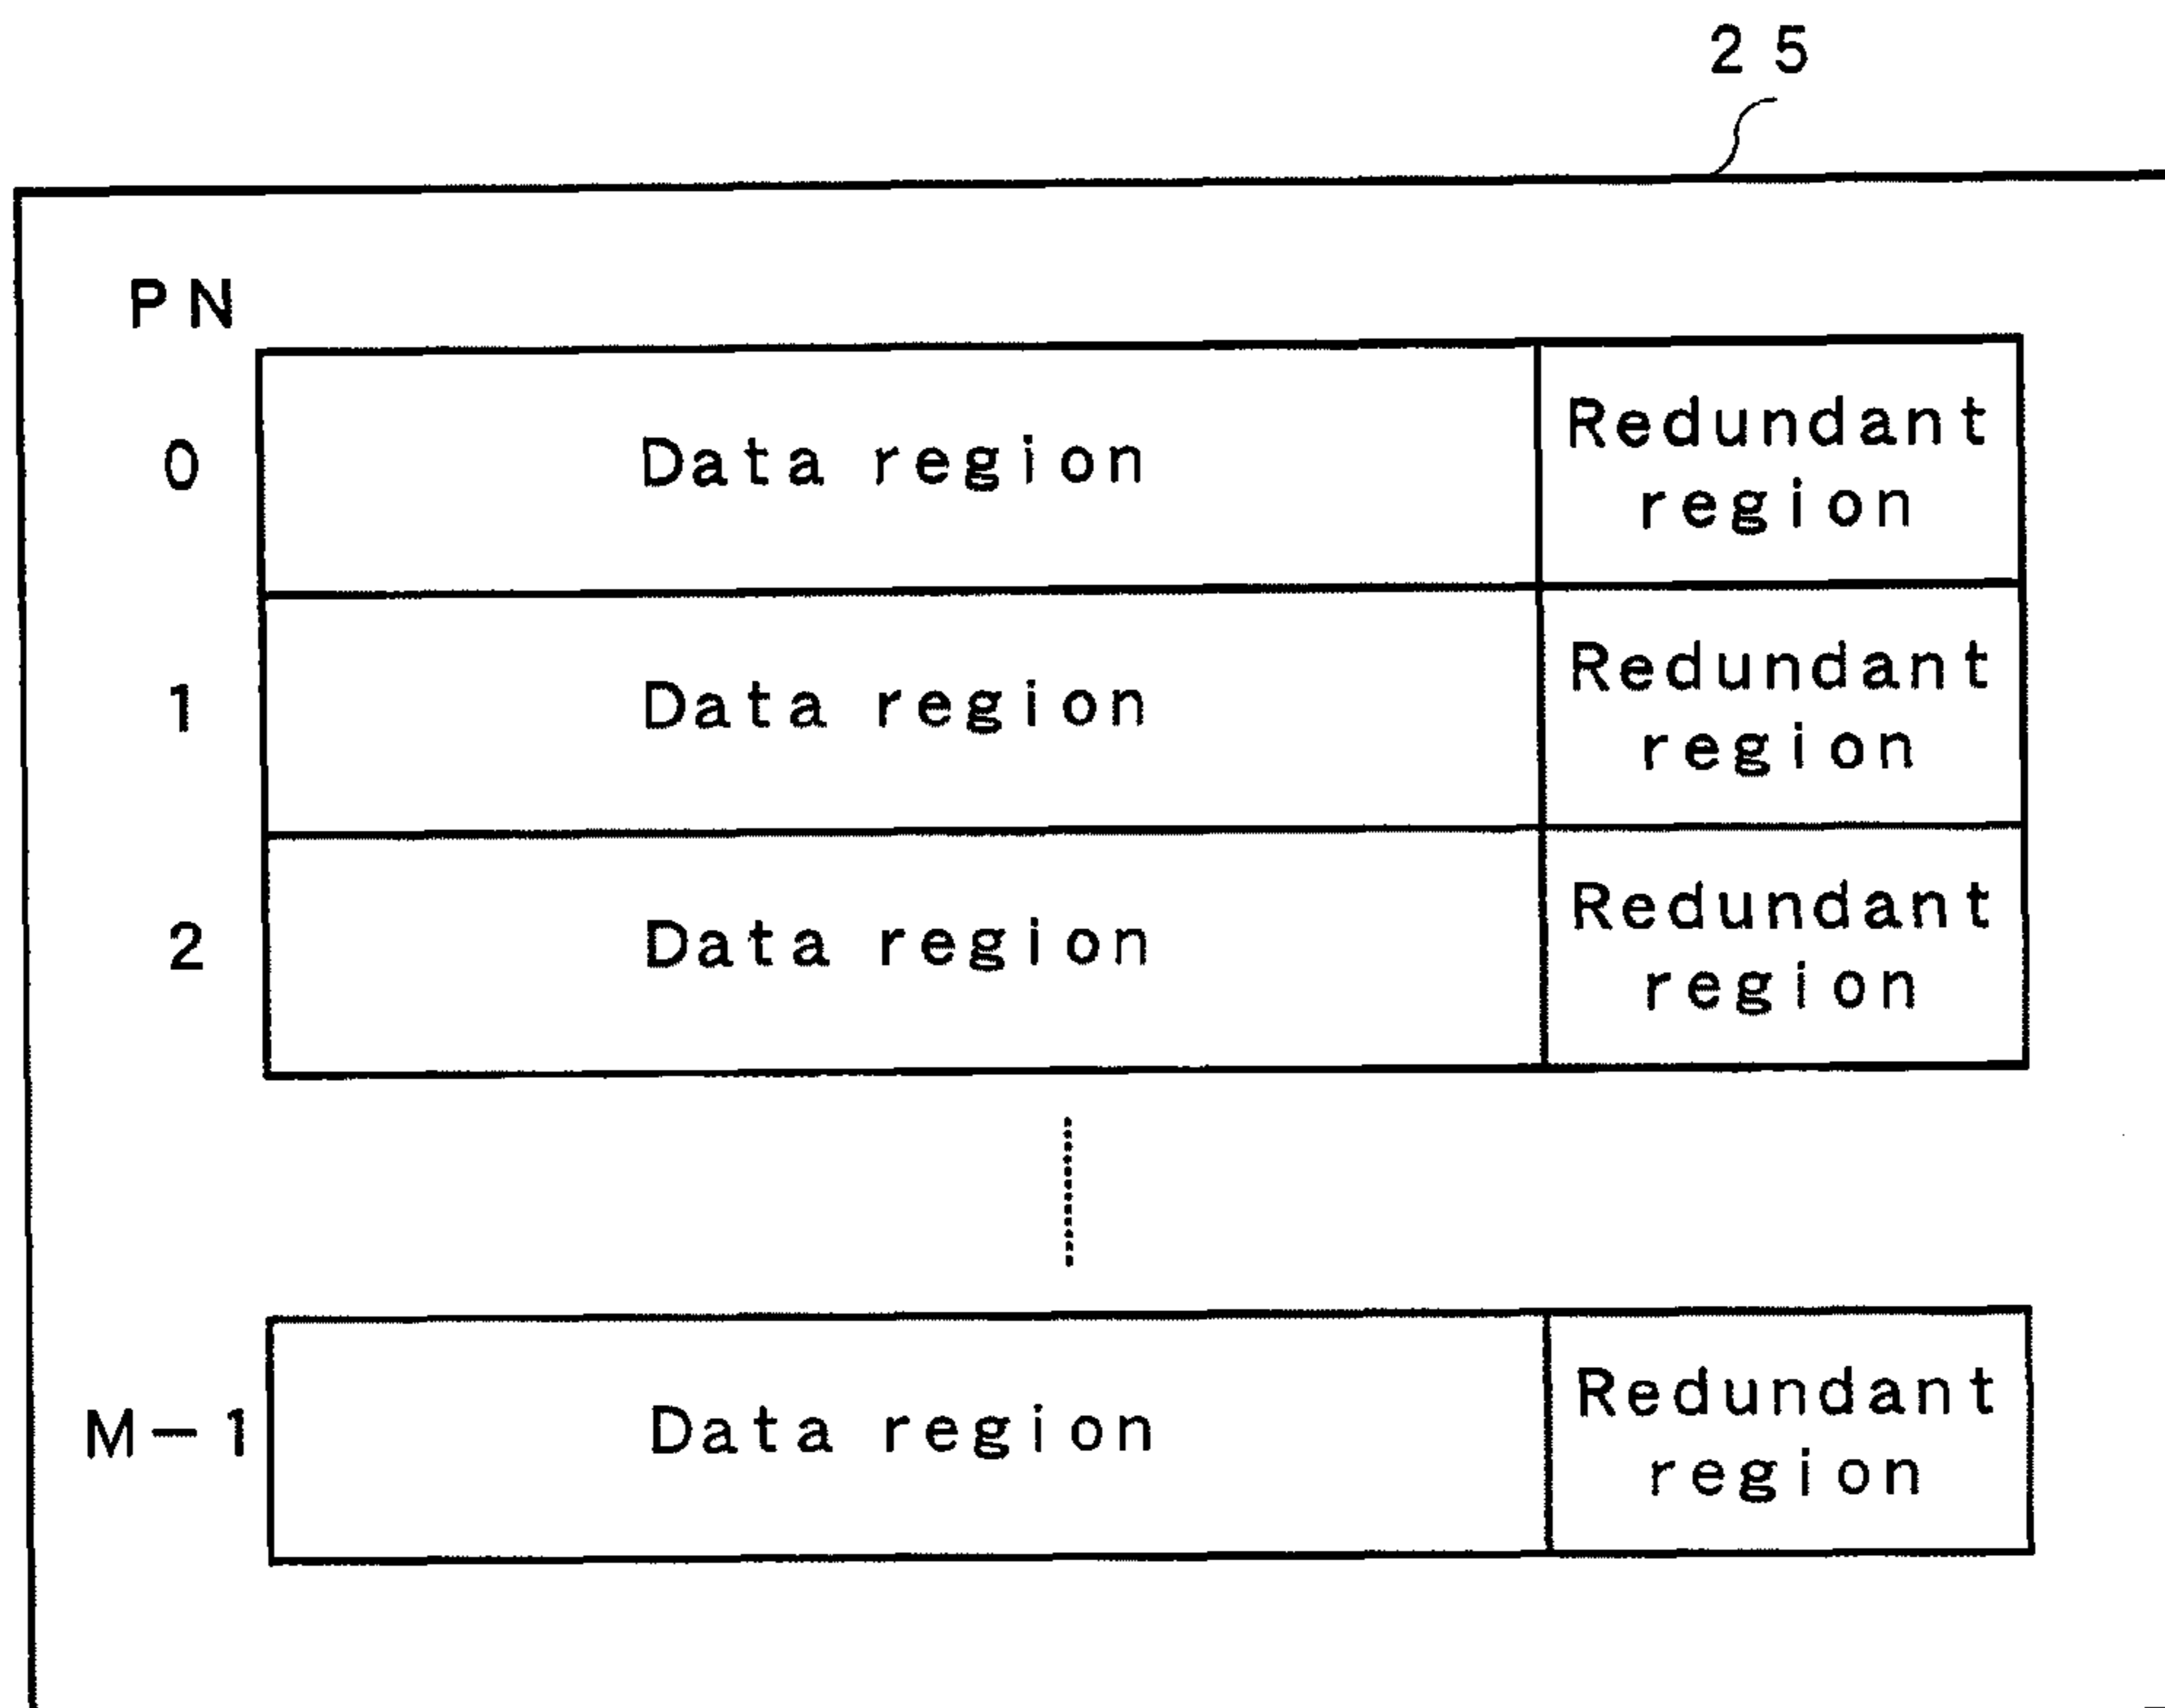 25
PN
0 Data region Redundant
region
1 Data region Redundant
region
2 Data region Redundant
region
M-1 Data region Redundant
region